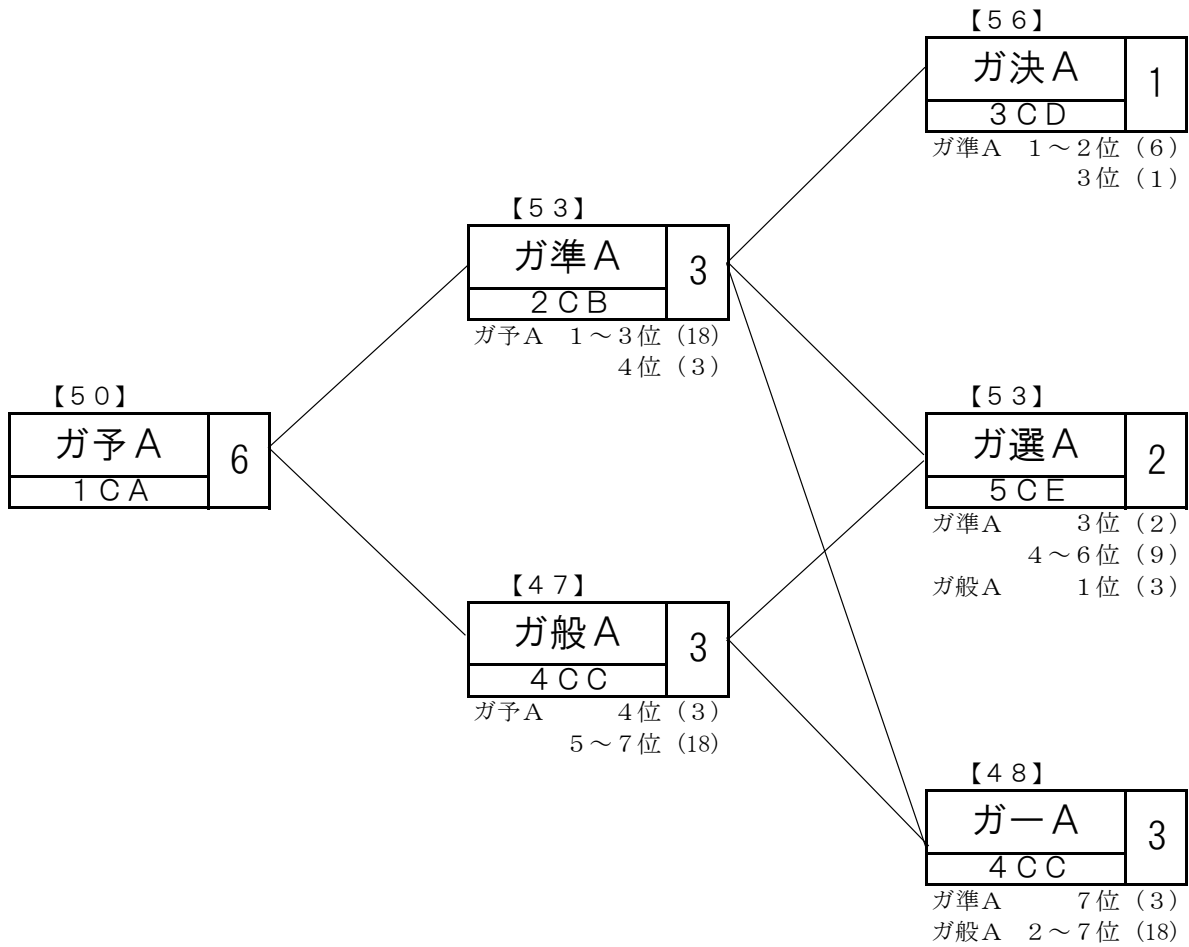 【５０】
ガ予Ａ 6
１ＣＡ
【５３】
ガ準Ａ 3
２ＣＢ
ガ予Ａ　１～３位（18）
４位（３）
【４７】
ガ般Ａ 3
４ＣＣ
ガ予Ａ　４位（３）
５～７位（18）
【５６】
ガ決Ａ 1
３ＣＤ
ガ準Ａ　１～２位（６）
３位（１）
【５３】
ガ選Ａ 2
５ＣＥ
ガ準Ａ　３位（２）
４～６位（９）
ガ般Ａ　１位（３）
【４８】
ガ一Ａ 3
４ＣＣ
ガ準Ａ　７位（３）
ガ般Ａ　２～７位（18）